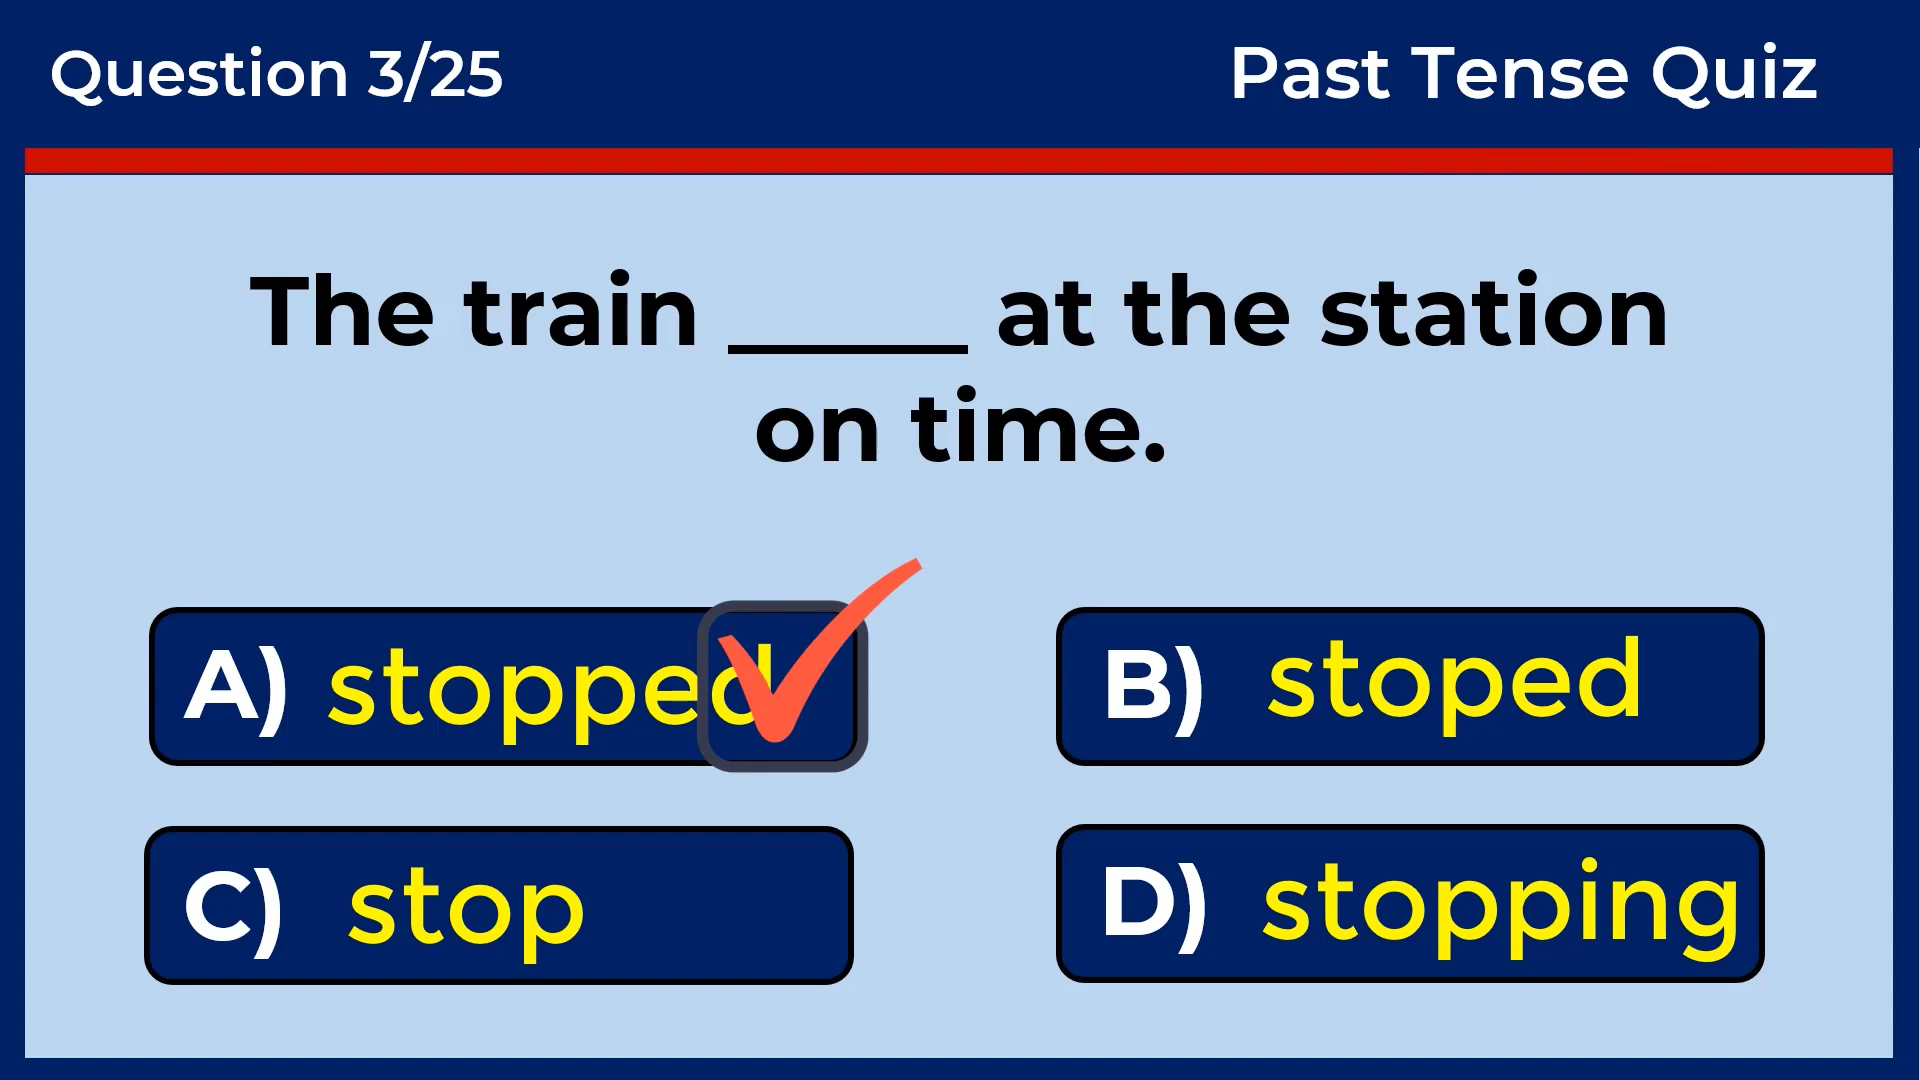 Question 3/25
Past Tense Quiz
The train _____ at the station
on time.
A) stopped
B) stoped
C) stop
D) stopping